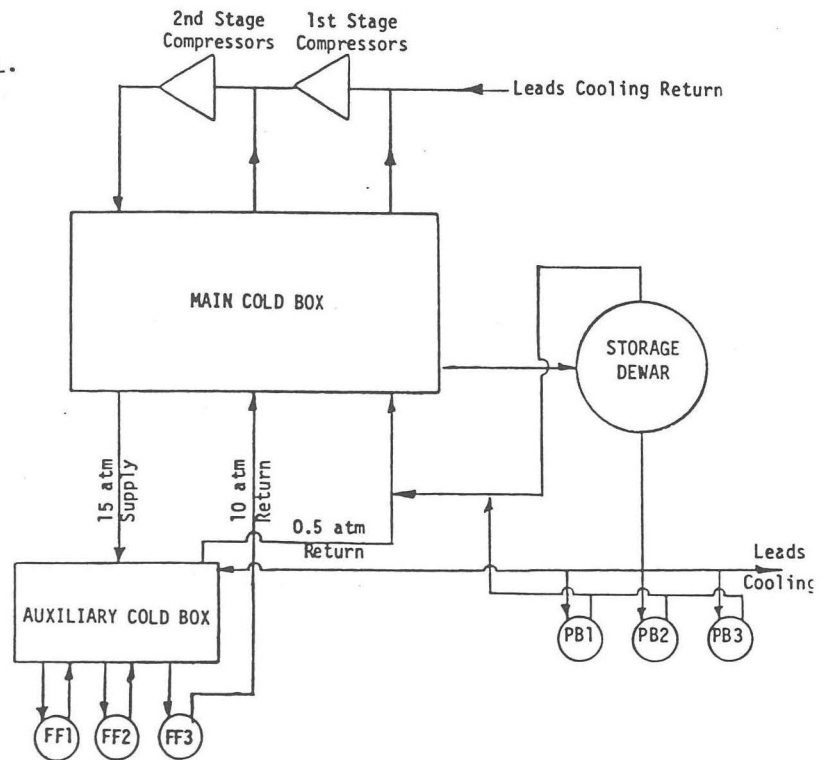 2nd Stage
Compressors
1st Stage
Compressors
Leads Cooling Return
MAIN COLD BOX
STORAGE
DEWAR
15 atm
Supply
10 atm
Return
0.5 atm
Return
Leads
Cooling
AUXILIARY COLD BOX
PB1
PB2
PB3
FF1
FF2
FF3